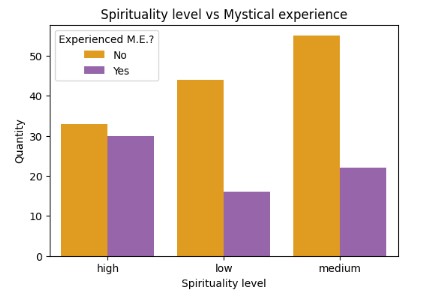 Spirituality level vs Mystical experience
Experienced M.E.?
No
Yes
Quantity
50
40
30
20
10
0
high low medium
Spirituality level